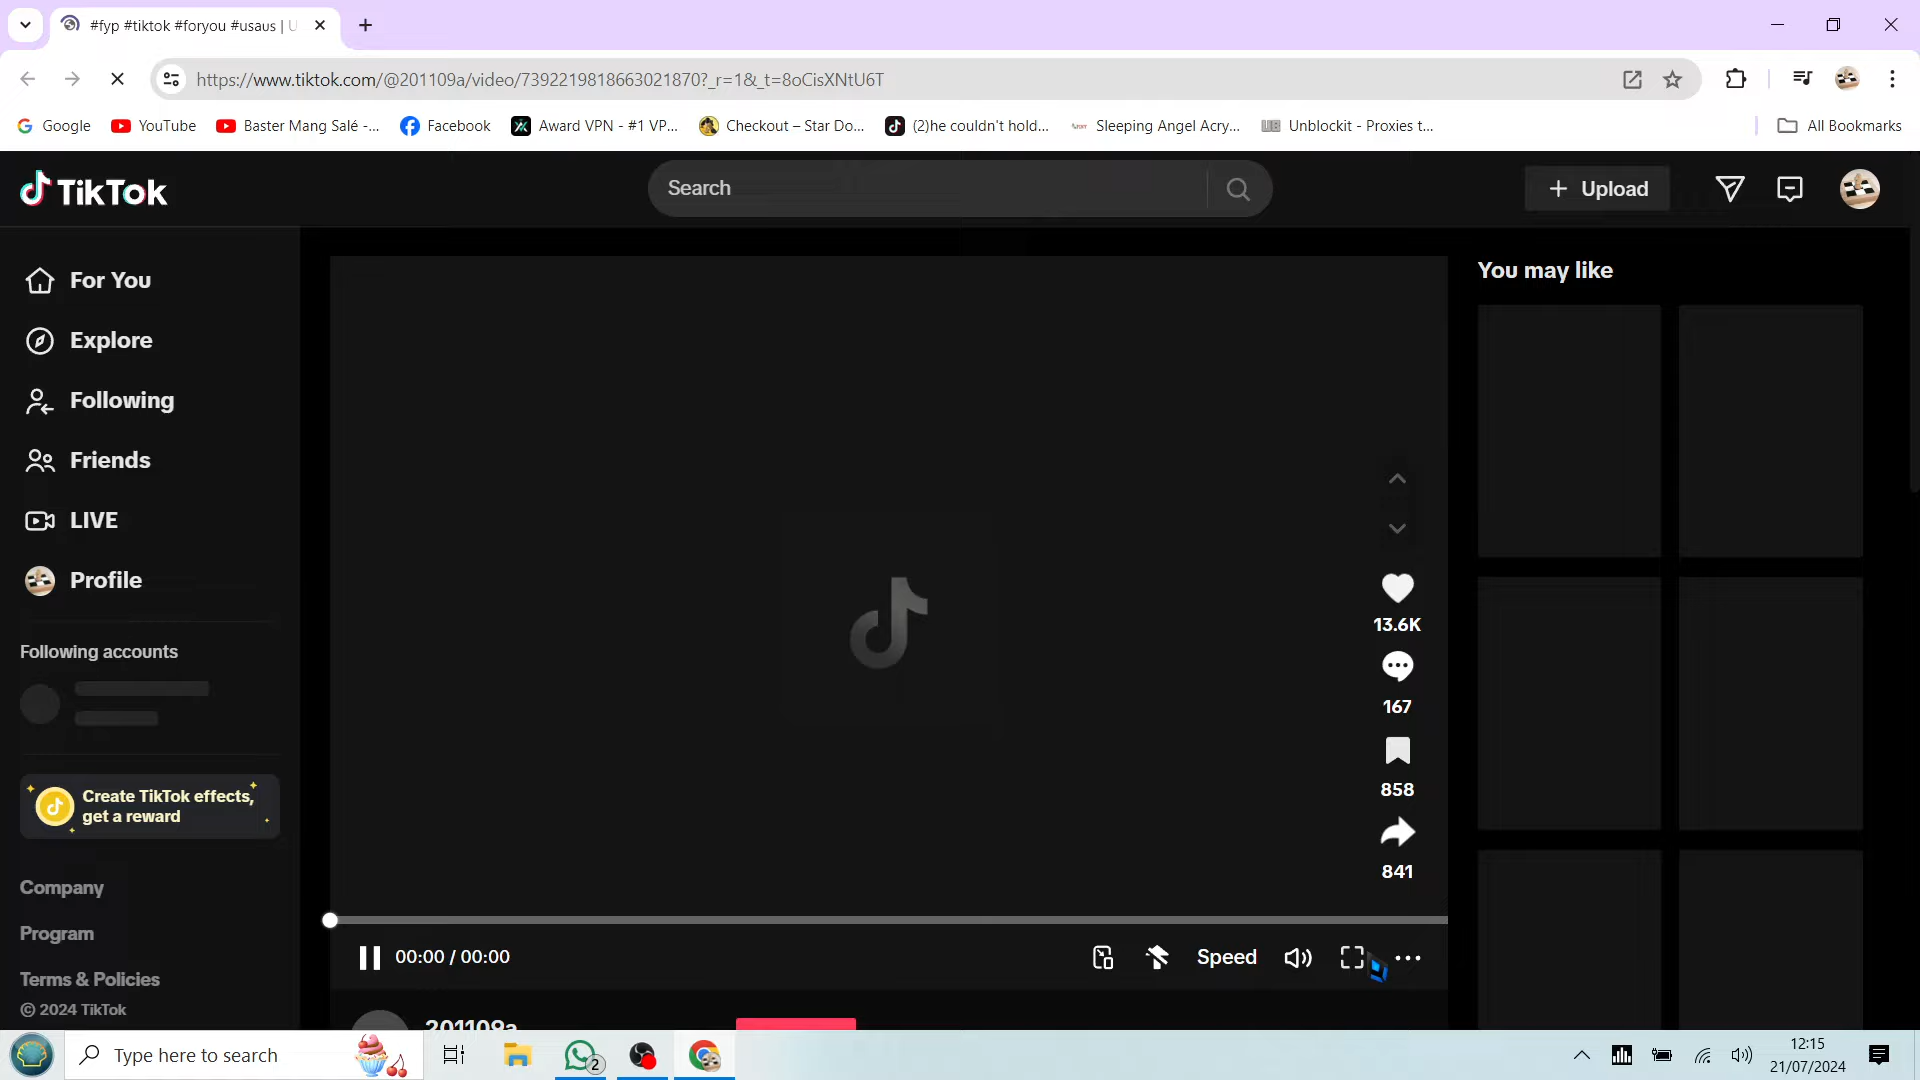 #fyp #tiktok #foryou #usaus | U
https://www.tiktok.com/@201109a/video/7392219818663021870?_r=1&_t=8oCisXNtU6T
Google YouTube Baster Mang Salé -... Facebook Award VPN - #1 VP... Checkout – Star Do... (2)he couldn't hold... Sleeping Angel Acry... Unblockit - Proxies t... All Bookmarks
TikTok Search + Upload
For You
Explore
Following
Friends
LIVE
Profile
Following accounts
Create TikTok effects,
get a reward
Company
Program
Terms & Policies
© 2024 TikTok
13.6K
167
858
841
00:00 / 00:00 Speed
201109a
You may like
Type here to search
2
12:15
21/07/2024